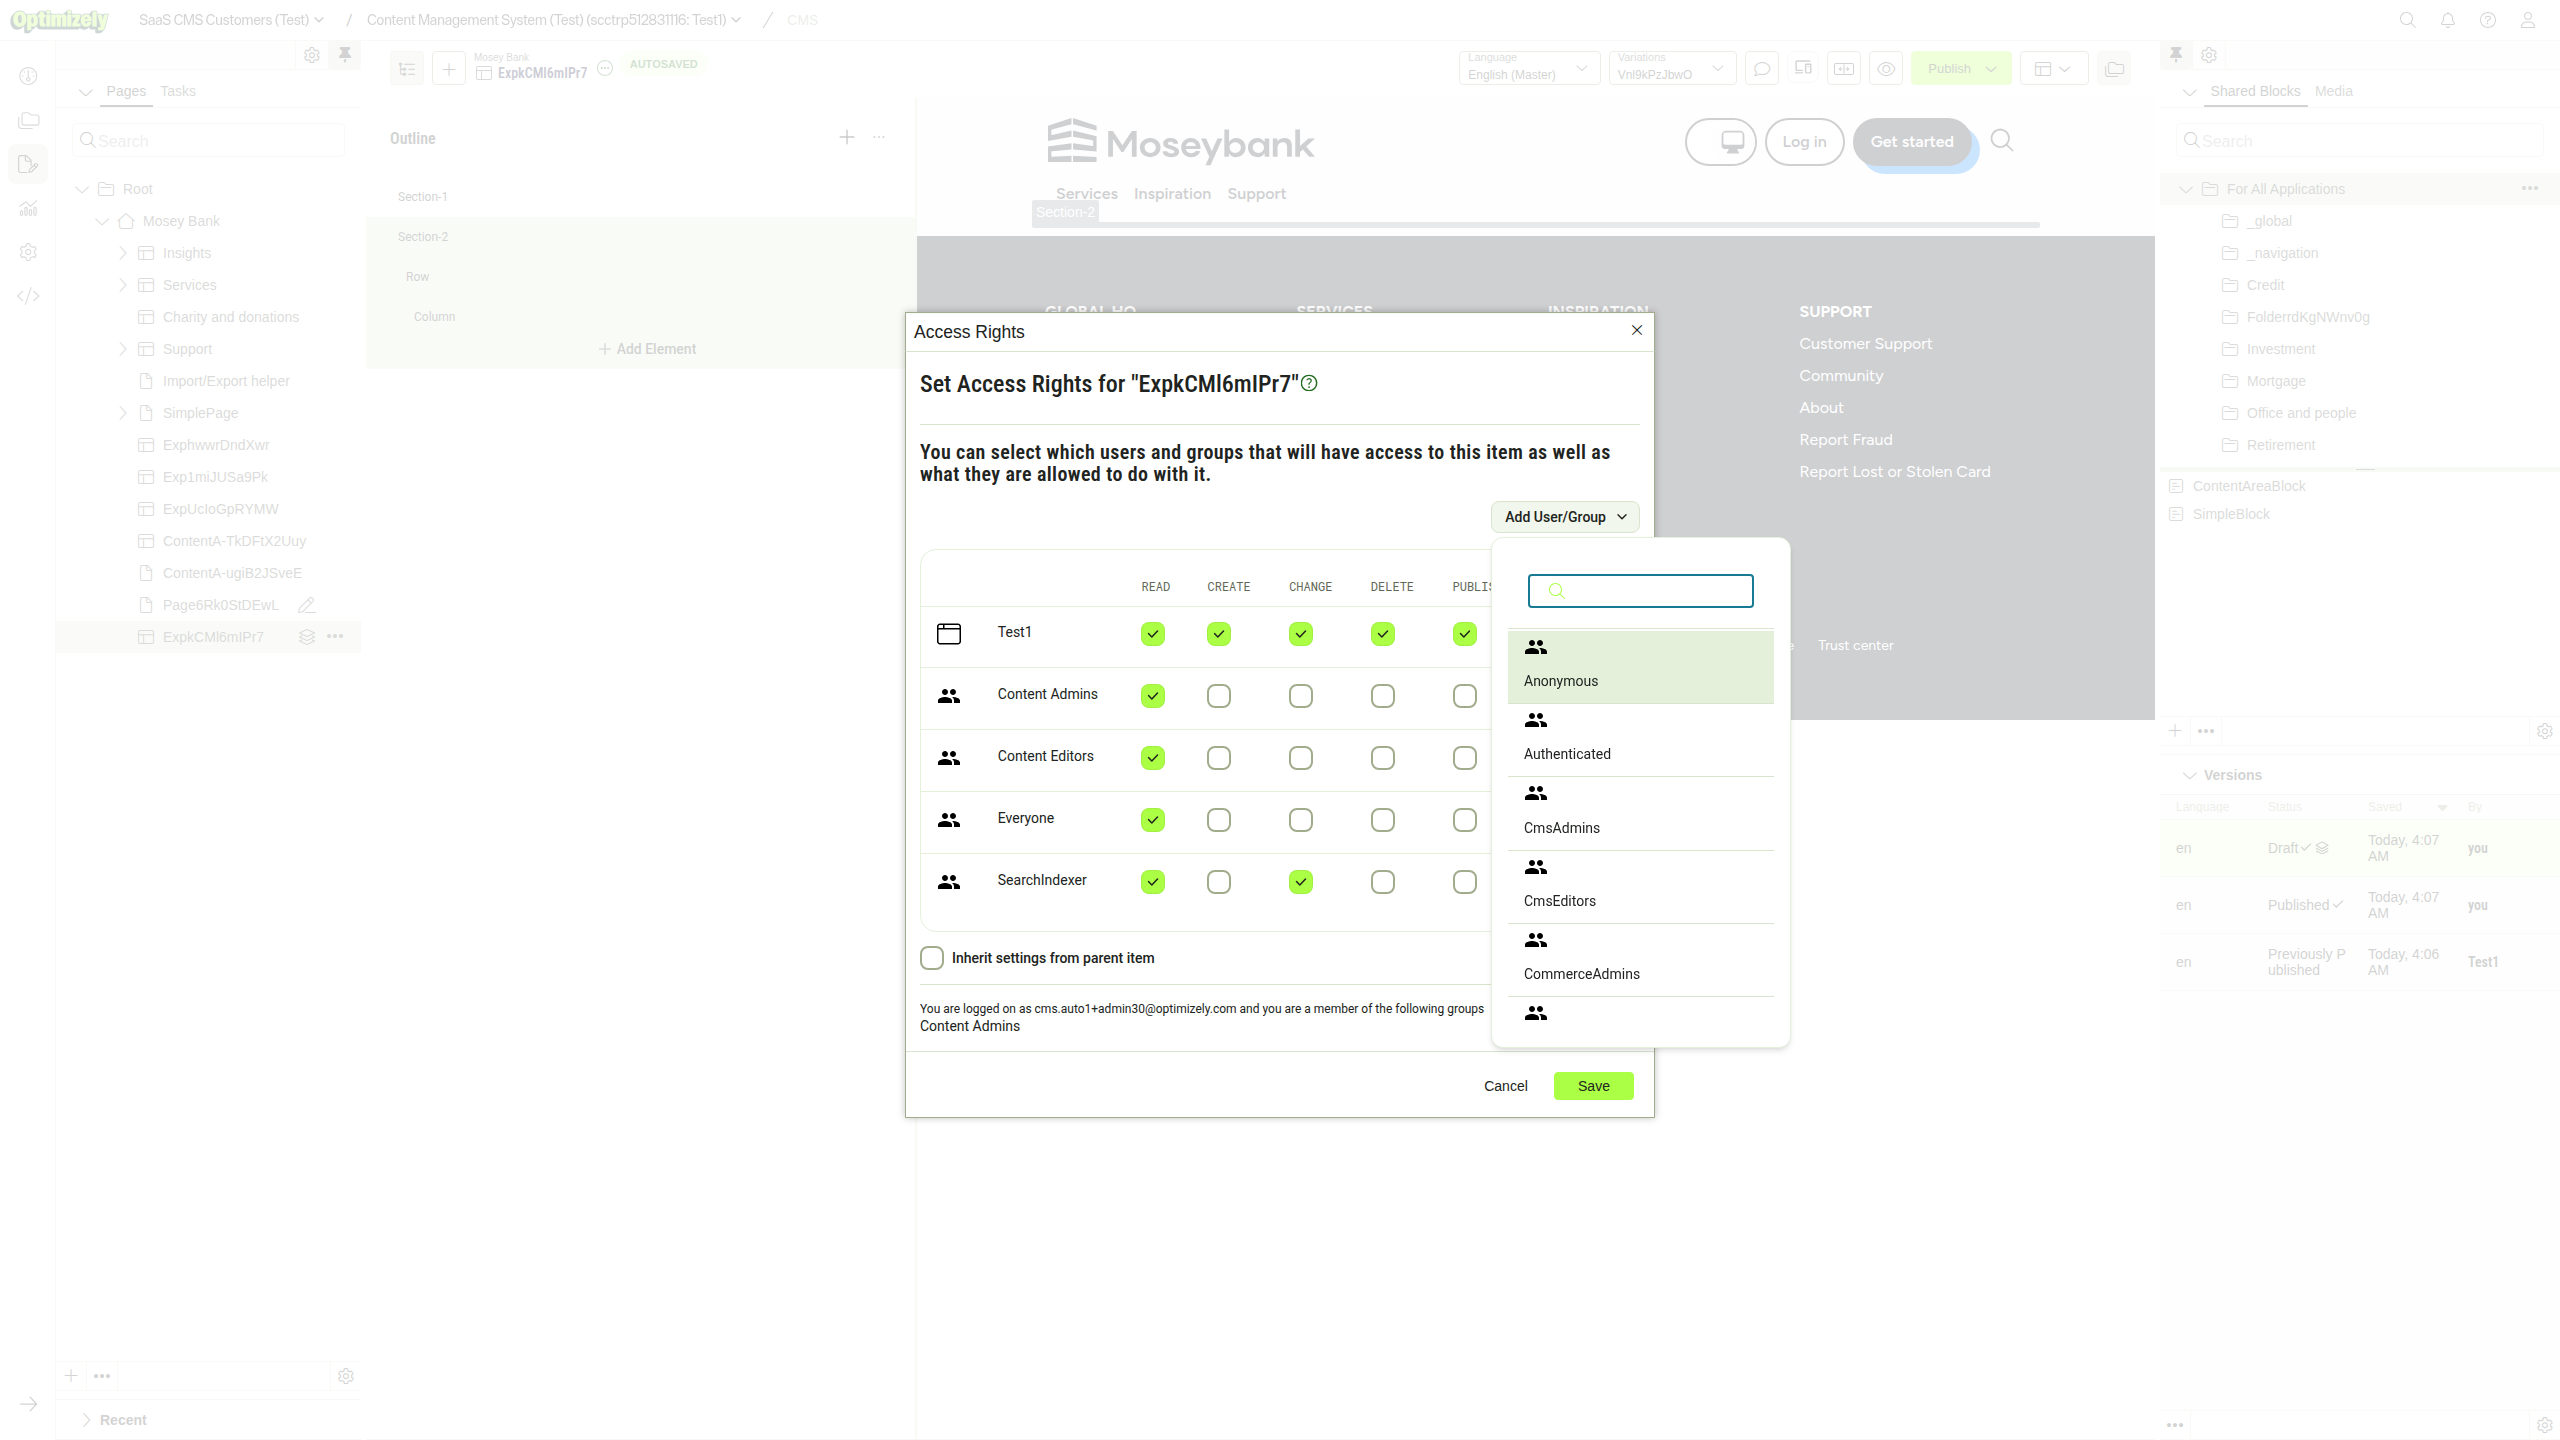 Optimizely
SaaS CMS Customers (Test) / Content Management System (Test) (scctrp512831116: Test1) / CMS
Pages Tasks
Search
Root
Mosey Bank
Insights
Services
Charity and donations
Support
Import/Export helper
SimplePage
ExphwwrDndXwr
Exp1miJUSa9Pk
ExpUcIoGpRYMW
ContentA-TkDFtX2Uuy
ContentA-ugiB2JSveE
Page6Rk0StDEwL
ExpkCMl6mIPr7
Recent
Mosey Bank
ExpkCMl6mIPr7
AUTOSAVED
Language
English (Master)
Variations
Vnl9kPzJbwO
Publish
Outline
Section-1
Section-2
Row
Column
Add Element
Moseybank
Log in
Get started
Services Inspiration Support
Section-2
GLOBAL HQ SERVICES INSPIRATION SUPPORT
Customer Support
Community
About
Report Fraud
Report Lost or Stolen Card
Trust center
Access Rights
Set Access Rights for "ExpkCMl6mIPr7"
You can select which users and groups that will have access to this item as well as
what they are allowed to do with it.
Add User/Group
READ CREATE CHANGE DELETE PUBLIS
Test1
Content Admins
Content Editors
Everyone
SearchIndexer
Inherit settings from parent item
You are logged on as cms.auto1+admin30@optimizely.com and you are a member of the following groups
Content Admins
Cancel Save
Anonymous
Authenticated
CmsAdmins
CmsEditors
CommerceAdmins
Shared Blocks Media
Search
For All Applications
_global
_navigation
Credit
FolderrdKgNWnv0g
Investment
Mortgage
Office and people
Retirement
ContentAreaBlock
SimpleBlock
Versions
Language Status Saved By
en Draft Today, 4:07 AM you
en Published Today, 4:07 AM you
en Previously Published Today, 4:06 AM Test1